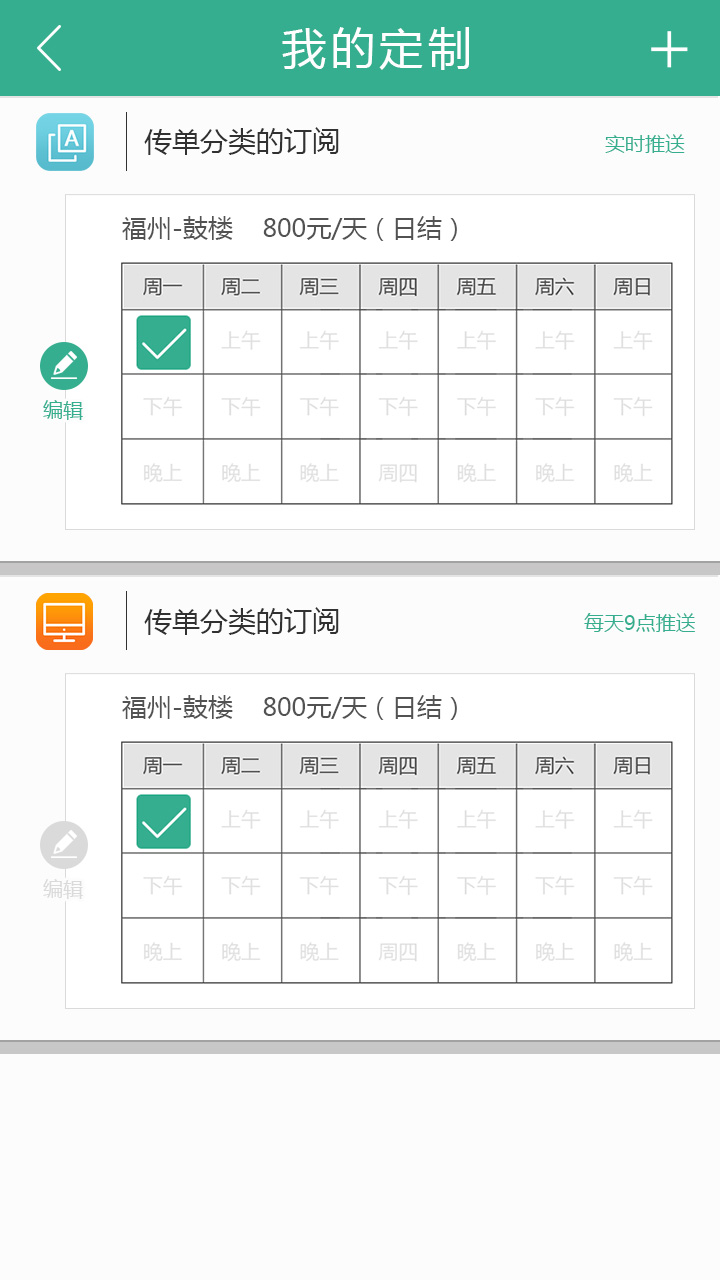 我的定制
传单分类的订阅 实时推送
福州-鼓楼 800元/天(日结)
周一 周二 周三 周四 周五 周六 周日
上午 上午 上午 上午 上午 上午
下午 下午 下午 下午 下午 下午 下午
编辑
晚上 晚上 晚上 周四 晚上 晚上 晚上
传单分类的订阅 每天9点推送
福州-鼓楼 800元/天(日结)
周一 周二 周三 周四 周五 周六 周日
上午 上午 上午 上午 上午 上午
下午 下午 下午 下午 下午 下午 下午
编辑
晚上 晚上 晚上 周四 晚上 晚上 晚上